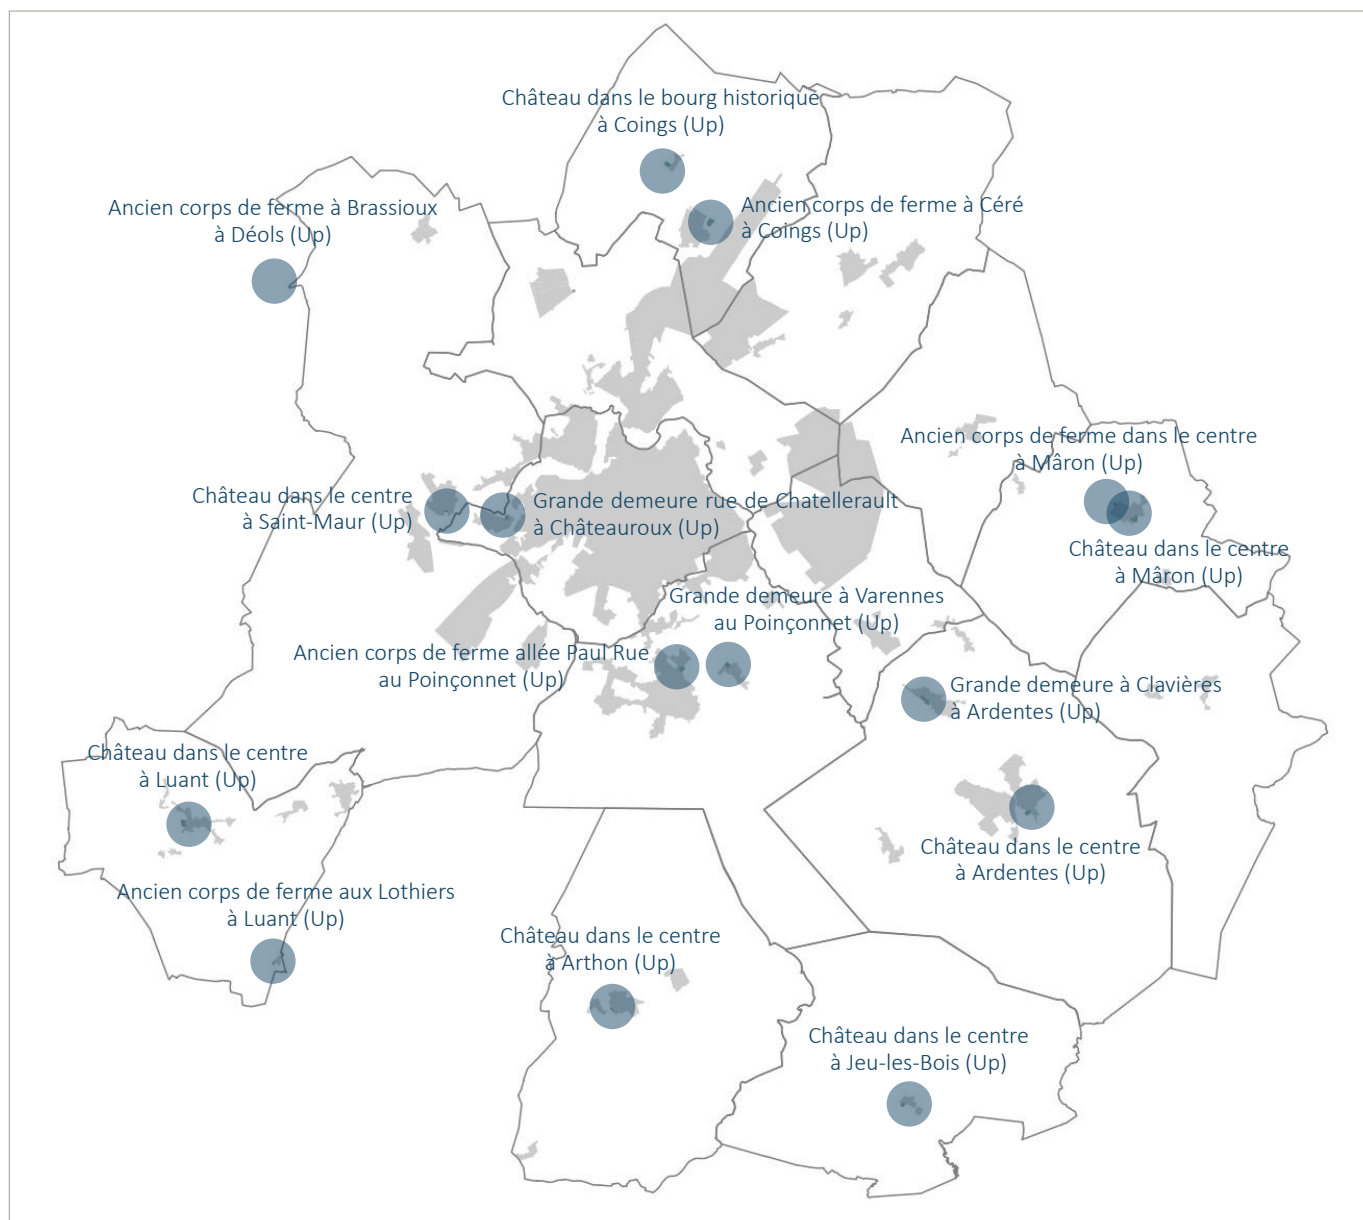 Château dans le bourg historique
à Coings (Up)
Ancien corps de ferme à Brassioux
à Déols (Up)
Ancien corps de ferme à Céré
à Coings (Up)
Ancien corps de ferme dans le centre
à Mâron (Up)
Château dans le centre
à Saint-Maur (Up)
Grande demeure rue de Chatellerault
à Châteauroux (Up)
Château dans le centre
à Mâron (Up)
Grande demeure à Varennes
au Poinçonnet (Up)
Ancien corps de ferme allée Paul Rue
au Poinçonnet (Up)
Grande demeure à Clavières
à Ardentes (Up)
Château dans le centre
à Luant (Up)
Château dans le centre
à Ardentes (Up)
Ancien corps de ferme aux Lothiers
à Luant (Up)
Château dans le centre
à Arthon (Up)
Château dans le centre
à Jeu-les-Bois (Up)